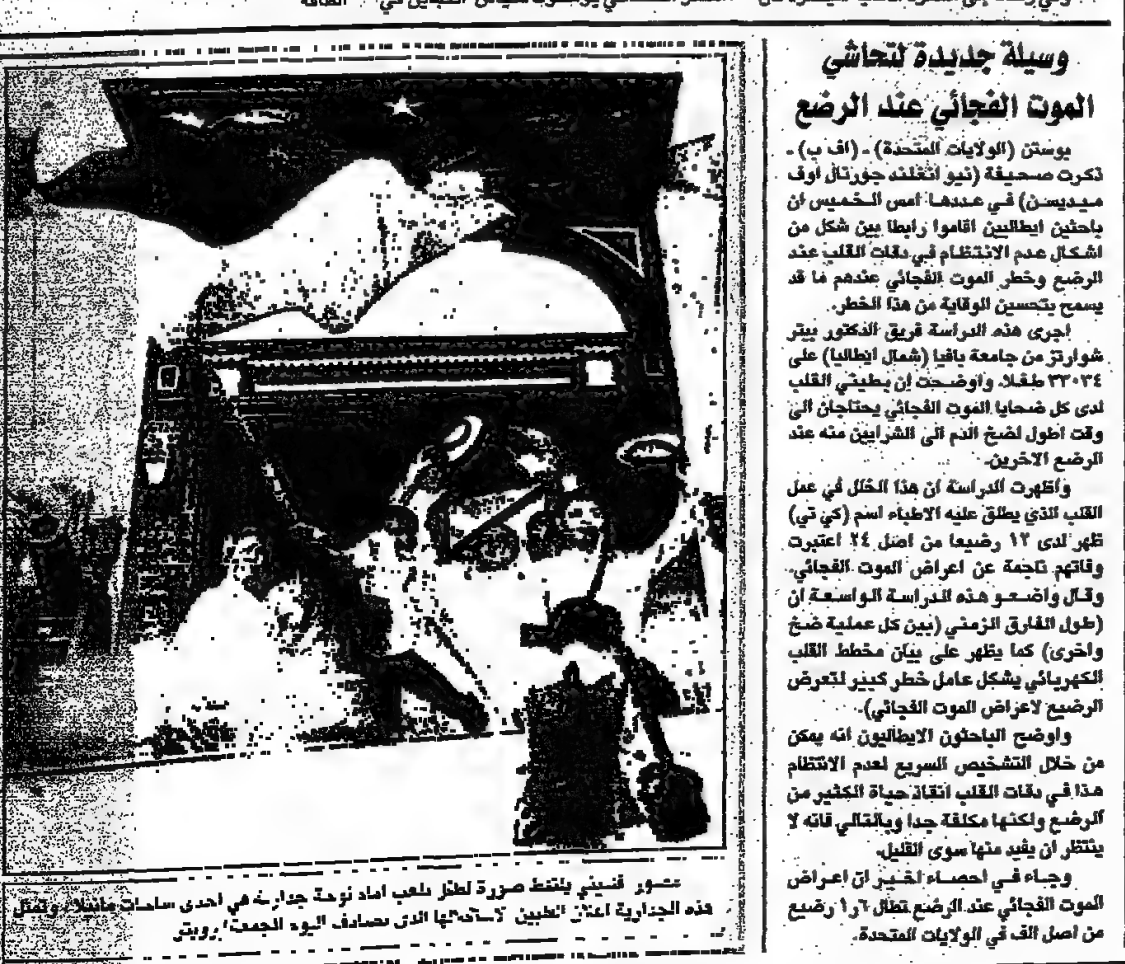 وسيلة جديدة لتحاشي
الموت الفجائي عند الرضع
بوسطن (الولايات المتحدة) - (اف ب) -
ذكرت صحيفة (نيو انغلند جورنال اوف
ميديسن) في عددها امس الخميس ان
باحثين ايطاليين اقاموا رابطا بين شكل من
اشكال عدم الانتظام في دقات القلب عند
الرضع وخطر الموت الفجائي عندهم ما قد
يسمح بتحسين الوقاية من هذا الخطر.
اجرى هذه الدراسة فريق الدكتور بيتر
شوارتز من جامعة بافيا (شمال ايطاليا) على
٣٣٠٣٤ طفلا. واوضحت ان بطيني القلب
لدى كل ضحايا الموت الفجائي يحتاجان الى
وقت اطول لضخ الدم الى الشرايين منه عند
الرضع الاخرين.
واظهرت الدراسة ان هذا الخلل في عمل
القلب الذي يطلق عليه الاطباء اسم (كي تي)
ظهر لدى ١٢ رضيعا من اصل ٢٤ اعتبرت
وفاتهم ناجمة عن اعراض الموت الفجائي.
وقال واضعو هذه الدراسة الواسعة ان
(طول الفارق الزمني (بين كل عملية ضخ
واخرى) كما يظهر على بيان مخطط القلب
الكهربائي يشكل عامل خطر كبير لتعرض
الرضيع لاعراض الموت الفجائي).
واوضح الباحثون الايطاليون انه يمكن
من خلال التشخيص السريع لعدم الانتظام
هذا في دقات القلب انقاذ حياة الكثير من
الرضع ولكنها مكلفة جدا وبالتالي فانه لا
ينتظر ان يفيد منها سوى القليل.
وجاء في احصاء اخير ان اعراض
الموت الفجائي عند الرضع تطال ٦ر١ رضيع
من اصل الف في الولايات المتحدة.
مصور فلبيني يلتقط صورة لطفل يلعب امام لوحة جدارية في احدى ساحات مانيلا، وتمثل
هذه الجدارية اعلان الفلبين الذي يصادف اليوم الجمعة. رويتر